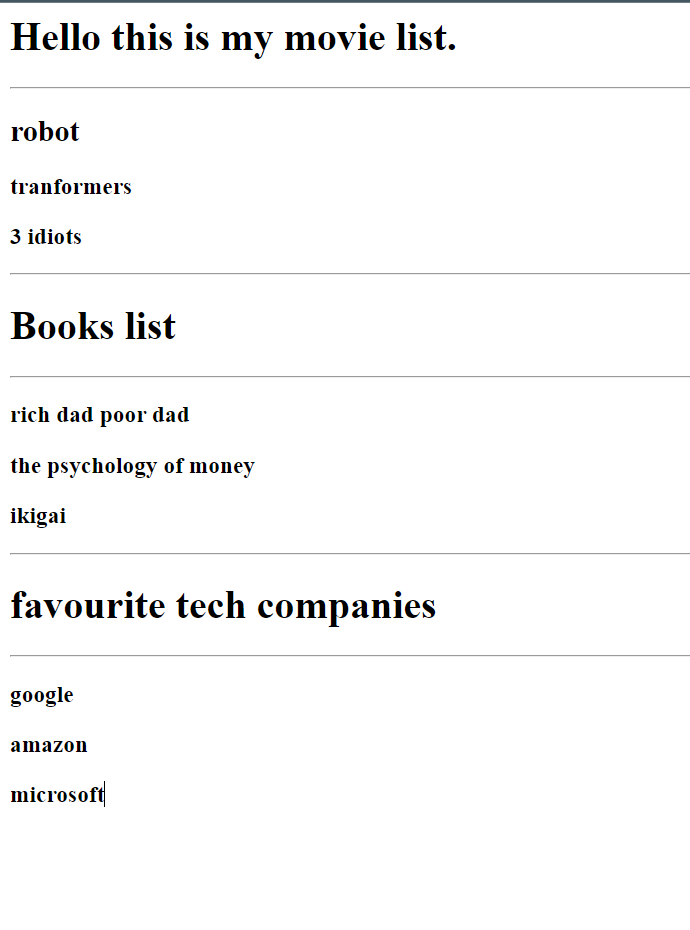 Hello this is my movie list.
robot
tranformers
3 idiots
Books list
rich dad poor dad
the psychology of money
ikigai
favourite tech companies
google
amazon
microsoft